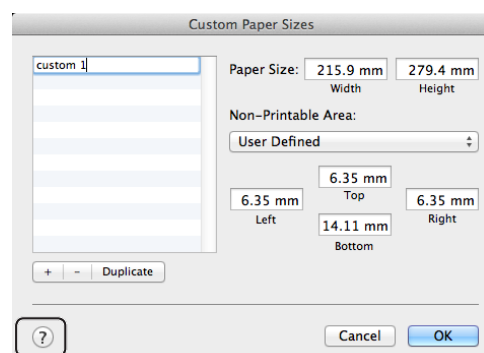 Custom Paper Sizes
custom 1
Paper Size: 215.9 mm 279.4 mm
Width Height
Non-Printable Area:
User Defined
6.35 mm
Top
6.35 mm 6.35 mm
Left Right
14.11 mm
Bottom
+ - Duplicate
? Cancel OK